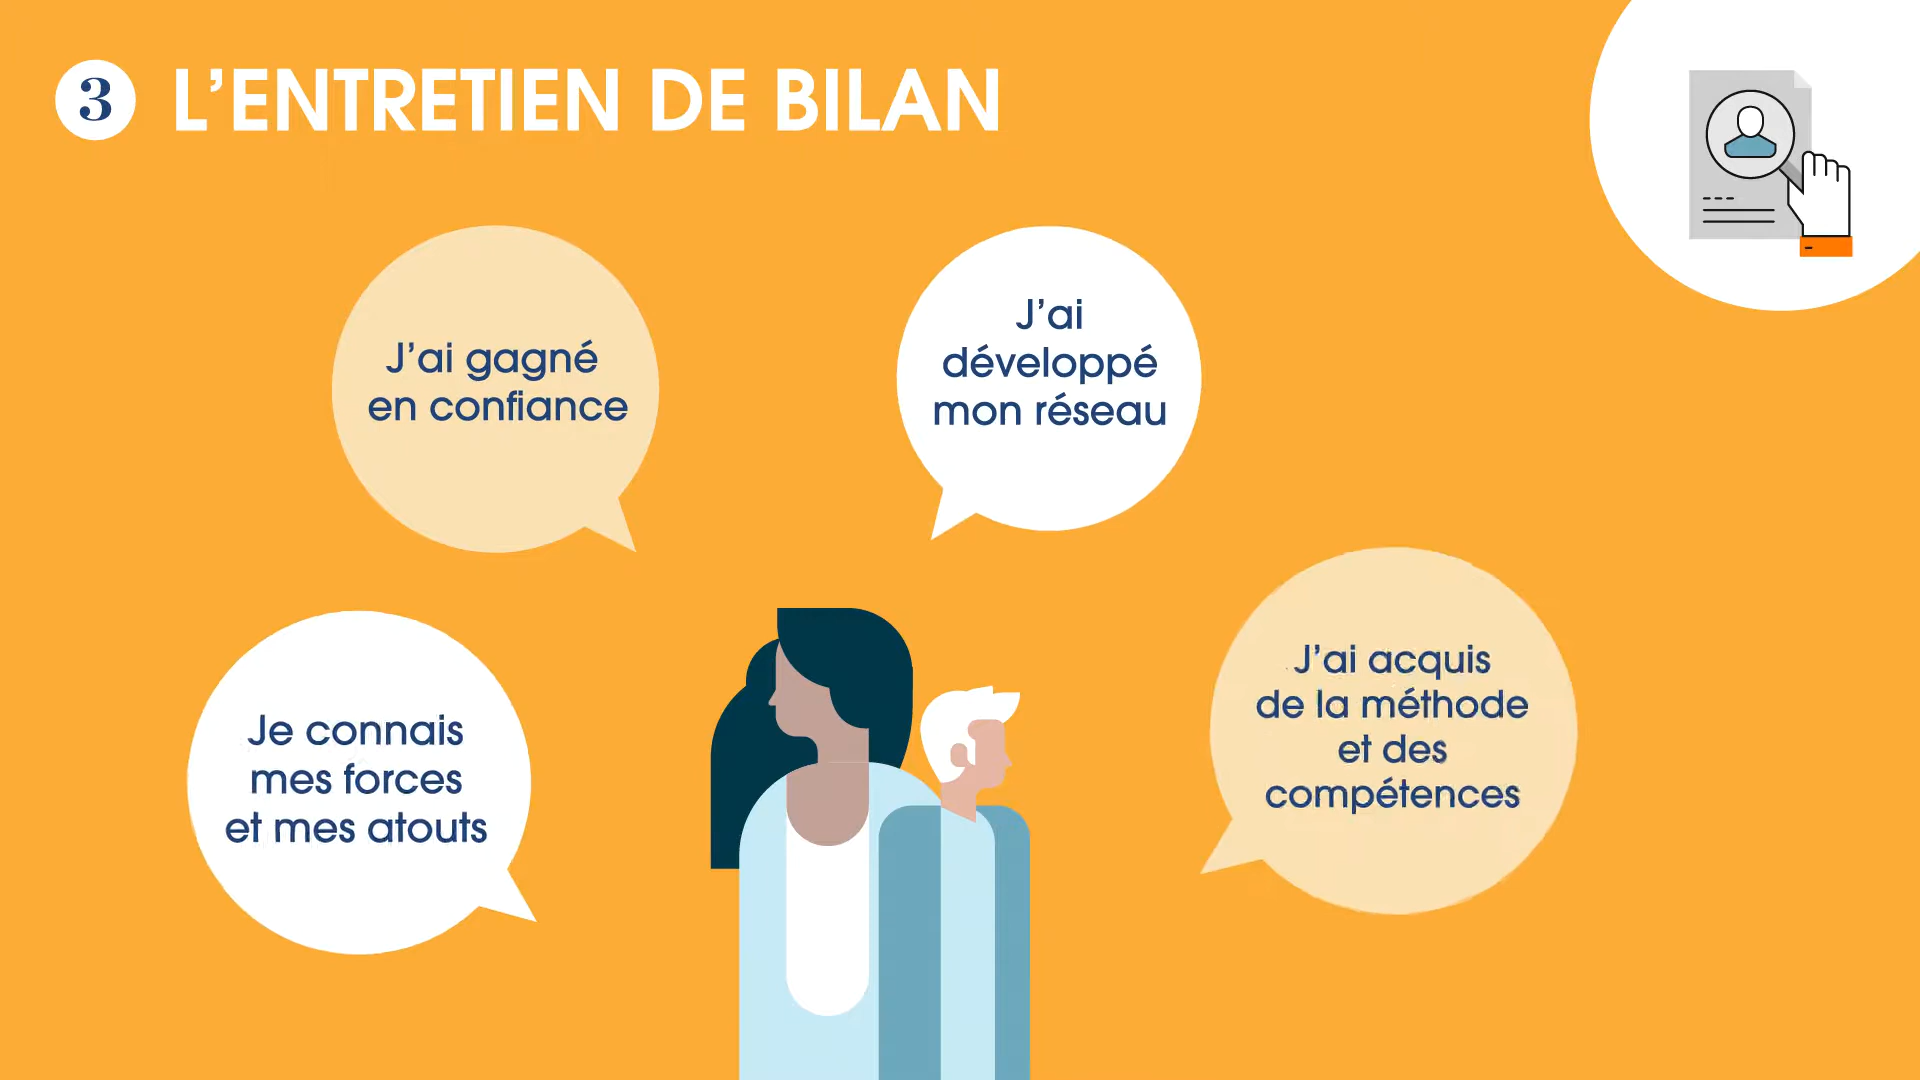 3 L’ENTRETIEN DE BILAN
J’ai gagné
en confiance
J’ai
développé
mon réseau
Je connais
mes forces
et mes atouts
J’ai acquis
de la méthode
et des
compétences